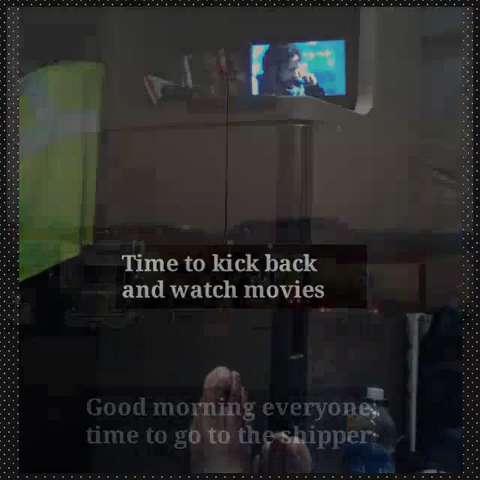 Time to kick back
and watch movies
Good morning everyone,
time to go to the shipper